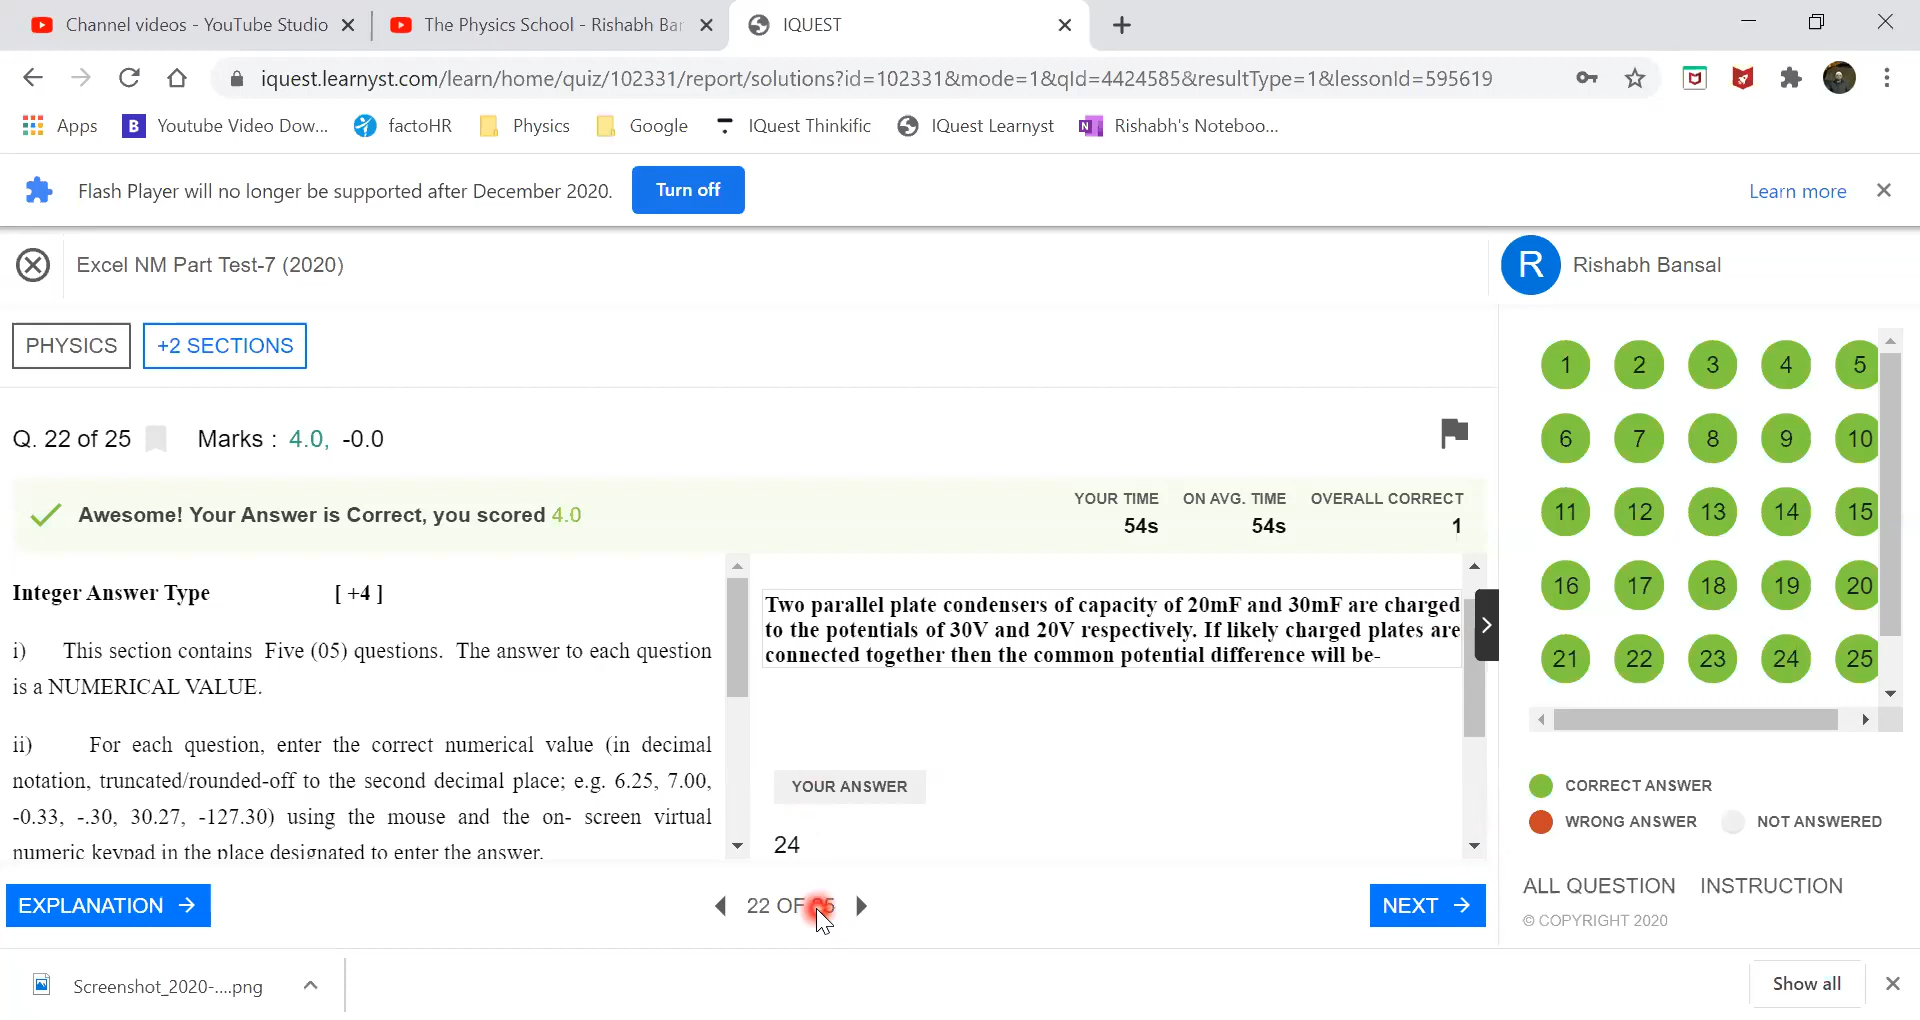 Channel videos - YouTube Studio
The Physics School - Rishabh Bar
IQUEST
iquest.learnyst.com/learn/home/quiz/102331/report/solutions?id=102331&mode=1&qId=4424585&resultType=1&lessonId=595619
Apps
Youtube Video Dow...
factoHR
Physics
Google
IQuest Thinkific
IQuest Learnyst
Rishabh's Noteboo...
Flash Player will no longer be supported after December 2020.
Turn off
Learn more
Excel NM Part Test-7 (2020)
R
Rishabh Bansal
PHYSICS
+2 SECTIONS
Q. 22 of 25
Marks : 4.0, -0.0
Awesome! Your Answer is Correct, you scored 4.0
YOUR TIME
54s
ON AVG. TIME
54s
OVERALL CORRECT
1
Integer Answer Type [ +4 ]
i) This section contains Five (05) questions. The answer to each question
is a NUMERICAL VALUE.
ii) For each question, enter the correct numerical value (in decimal
notation, truncated/rounded-off to the second decimal place; e.g. 6.25, 7.00,
-0.33, -.30, 30.27, -127.30) using the mouse and the on- screen virtual
numeric keypad in the place designated to enter the answer.
Two parallel plate condensers of capacity of 20mF and 30mF are charged
to the potentials of 30V and 20V respectively. If likely charged plates are
connected together then the common potential difference will be-
YOUR ANSWER
24
1 2 3 4 5
6 7 8 9 10
11 12 13 14 15
16 17 18 19 20
21 22 23 24 25
CORRECT ANSWER
WRONG ANSWER
NOT ANSWERED
ALL QUESTION
INSTRUCTION
© COPYRIGHT 2020
EXPLANATION
22 OF 25
NEXT
Screenshot_2020-....png
Show all